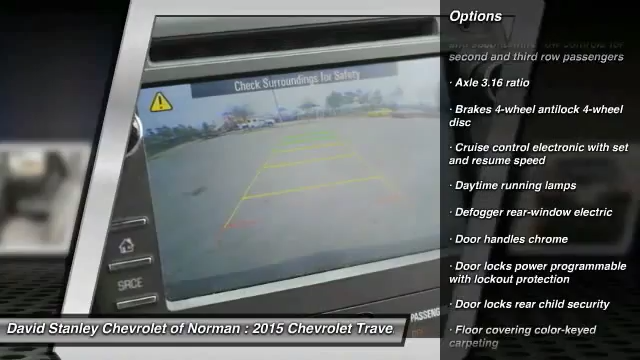 Options
and
second and third row passengers
· Axle 3.16 ratio
· Brakes 4-wheel antilock 4-wheel
disc
· Cruise control electronic with set
and resume speed
· Daytime running lamps
· Defogger rear-window electric
· Door handles chrome
· Door locks power programmable
with lockout protection
· Door locks rear child security
· Floor covering color-keyed
carpeting
Check Surroundings for Safety
SRCE
PASSENG
David Stanley Chevrolet of Norman : 2015 Chevrolet Trave